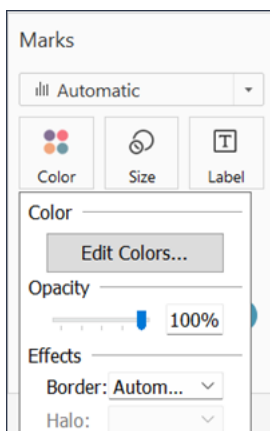 Marks
Automatic
Color Size T Label
Color
Edit Colors...
Opacity
100%
Effects
Border: Autom...
Halo: